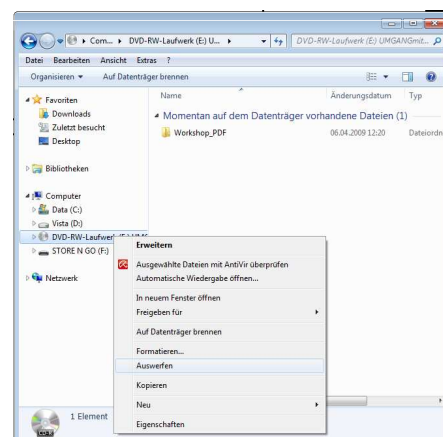 Com... ▸ DVD-RW-Laufwerk (E:) U... ▸
DVD-RW-Laufwerk (E:) UMGANGmit...
Datei Bearbeiten Ansicht Extras ?
Organisieren Auf Datenträger brennen
Favoriten
Downloads
Zuletzt besucht
Desktop
Bibliotheken
Computer
Data (C:)
Vista (D:)
DVD-RW-Laufwerk (E:) UMG
STORE N GO (F:)
Netzwerk
Name Änderungsdatum Typ
Momentan auf dem Datenträger vorhandene Dateien (1)
Workshop_PDF 06.04.2009 12:20 Dateiordn
Erweitern
Ausgewählte Dateien mit AntiVir überprüfen
Automatische Wiedergabe öffnen...
In neuem Fenster öffnen
Freigeben für
Auf Datenträger brennen
Formatieren...
Auswerfen
Kopieren
Neu
Eigenschaften
1 Element